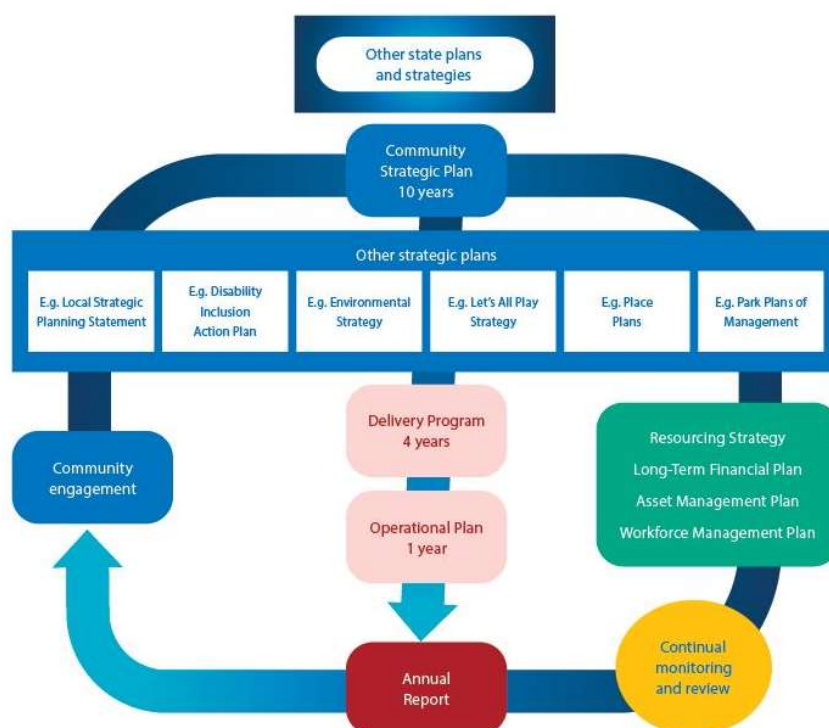 Other state plans
and strategies
Community
Strategic Plan
10 years
Other strategic plans
E.g. Local Strategic
Planning Statement
E.g. Disability
Inclusion
Action Plan
E.g. Environmental
Strategy
E.g. Let's All Play
Strategy
E.g. Place
Plans
E.g. Park Plans of
Management
Community
engagement
Delivery Program
4 years
Operational Plan
1 year
Resourcing Strategy
Long-Term Financial Plan
Asset Management Plan
Workforce Management Plan
Annual
Report
Continual
monitoring
and review